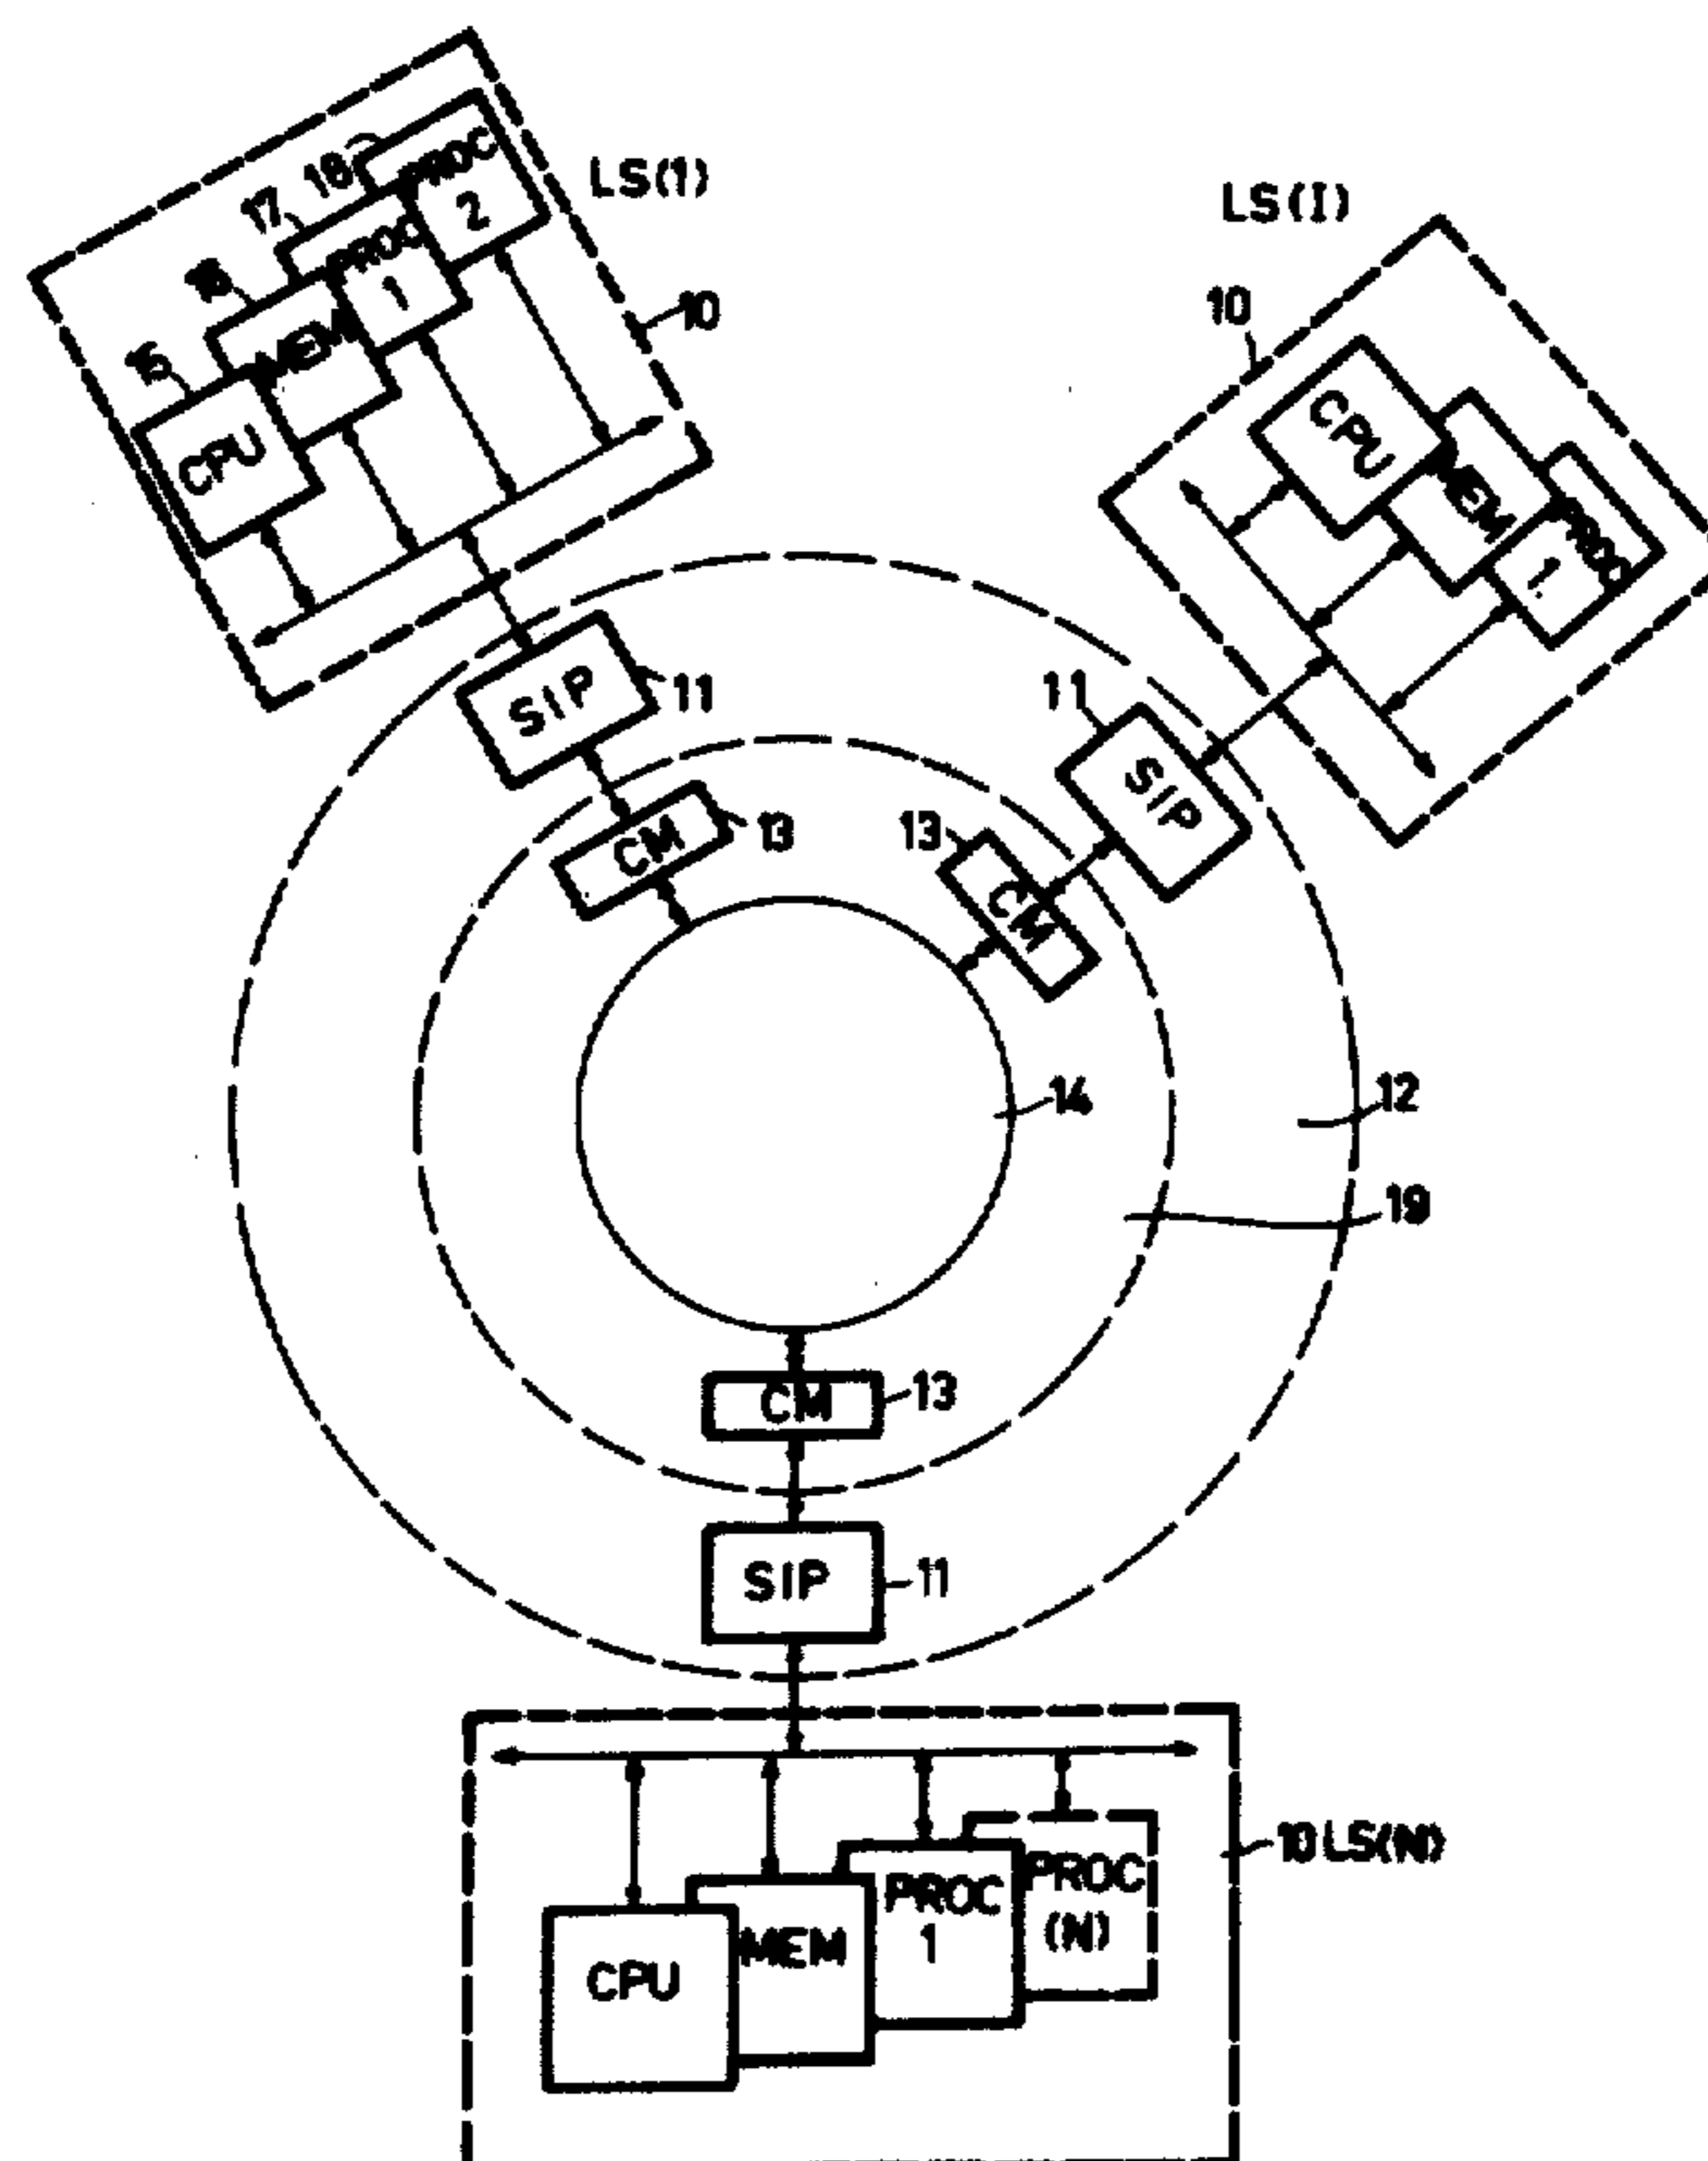 LS(1)
18
17
PROC
2
PROC
1
MEM
CPU
10
LS(I)
10
CPU
MEM
PROC
1
SIP
11
11
SIP
CM
13
13
CM
14
12
19
CM
13
SIP
11
10 LS(N)
PROC
(N)
PROC
1
MEM
CPU